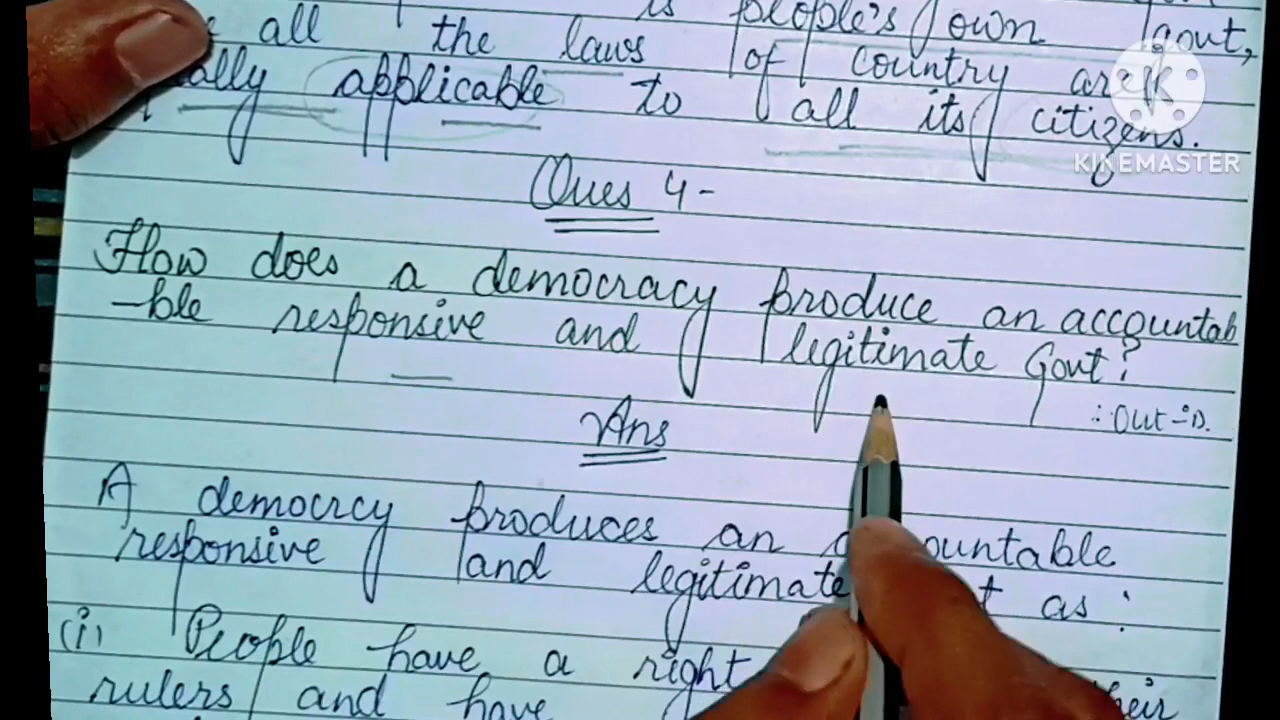 is people's own govt,
all the laws of country are
applicable to all its citizens.
KINEMASTER
Ques 4-
How does a democracy produce an accountab
-ble responsive and legitimate Govt?
Ans
A democrcy produces an countable
responsive and legitimate as :
(i) People have a right their
rulers and have